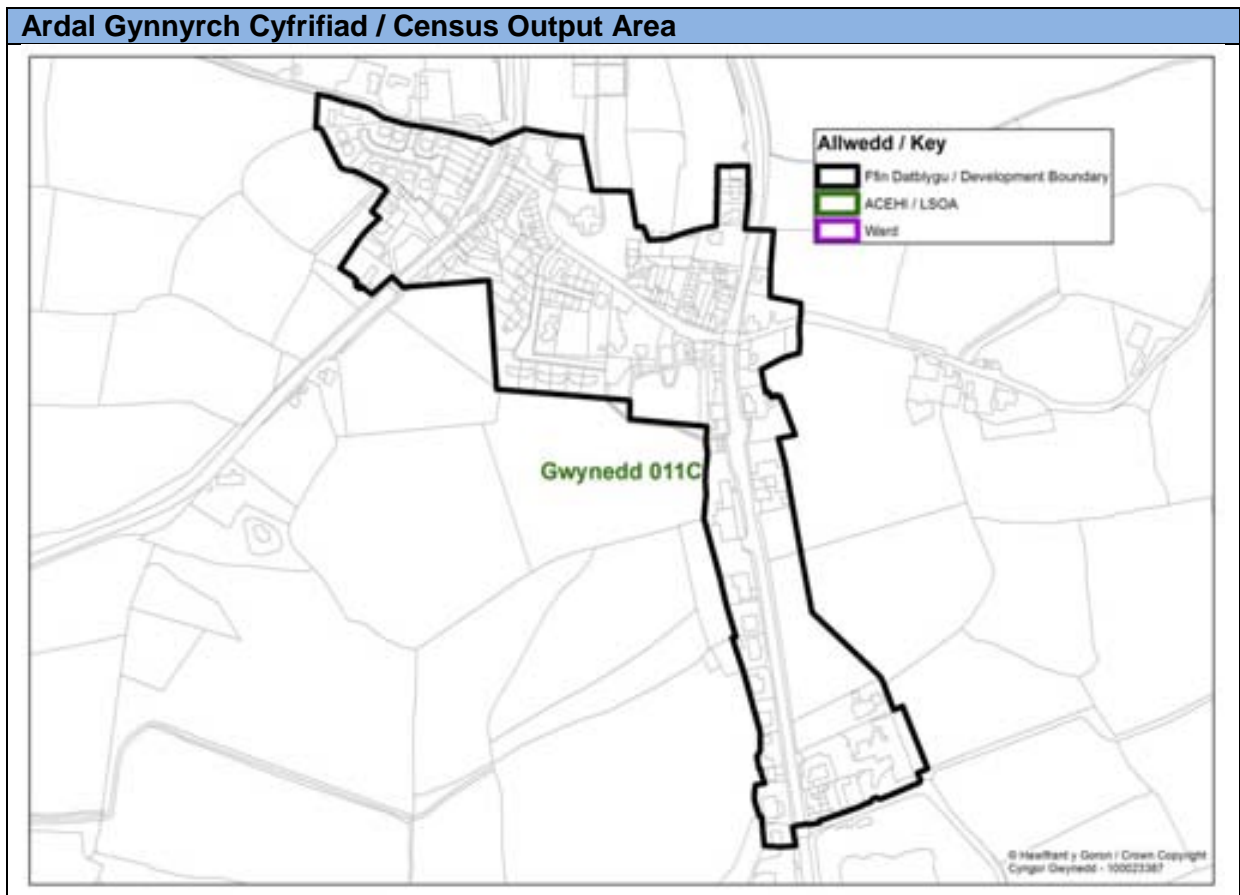 Ardal Gynnyrch Cyfrifiad / Census Output Area
Allwedd / Key
Ffin Datblygu / Development Boundary
ACEHI / LSOA
Ward
Gwynedd 011C
© Hawlfraint y Goron / Crown Copyright
Cyngor Gwynedd - 100023387